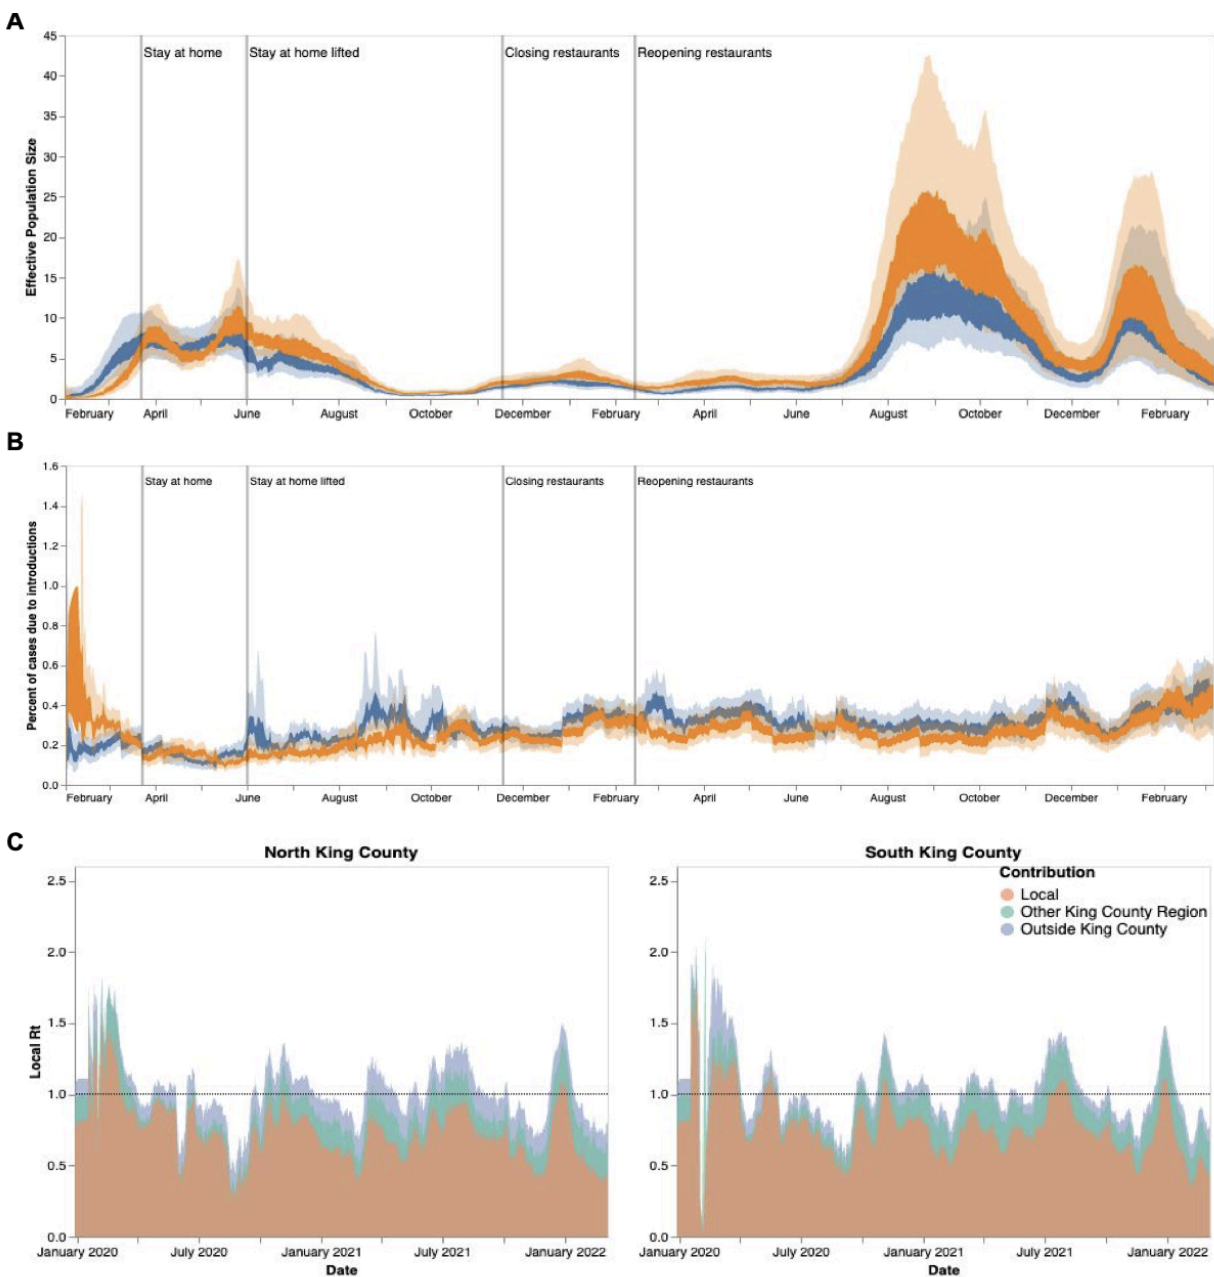 A
Stay at home
Stay at home lifted
Closing restaurants
Reopening restaurants
45
40
35
30
25
20
15
10
5
0
Effective Population Size
February
April
June
August
October
December
February
April
June
August
October
December
February
B
Stay at home
Stay at home lifted
Closing restaurants
Reopening restaurants
1.6
1.4
1.2
1.0
0.8
0.6
0.4
0.2
0.0
Percent of cases due to introductions
February
April
June
August
October
December
February
April
June
August
October
December
February
C
North King County
2.5
2.0
1.5
1.0
0.5
0.0
Local Rt
January 2020
July 2020
January 2021
July 2021
January 2022
Date
South King County
Contribution
Local
Other King County Region
Outside King County
2.5
2.0
1.5
1.0
0.5
0.0
January 2020
July 2020
January 2021
July 2021
January 2022
Date